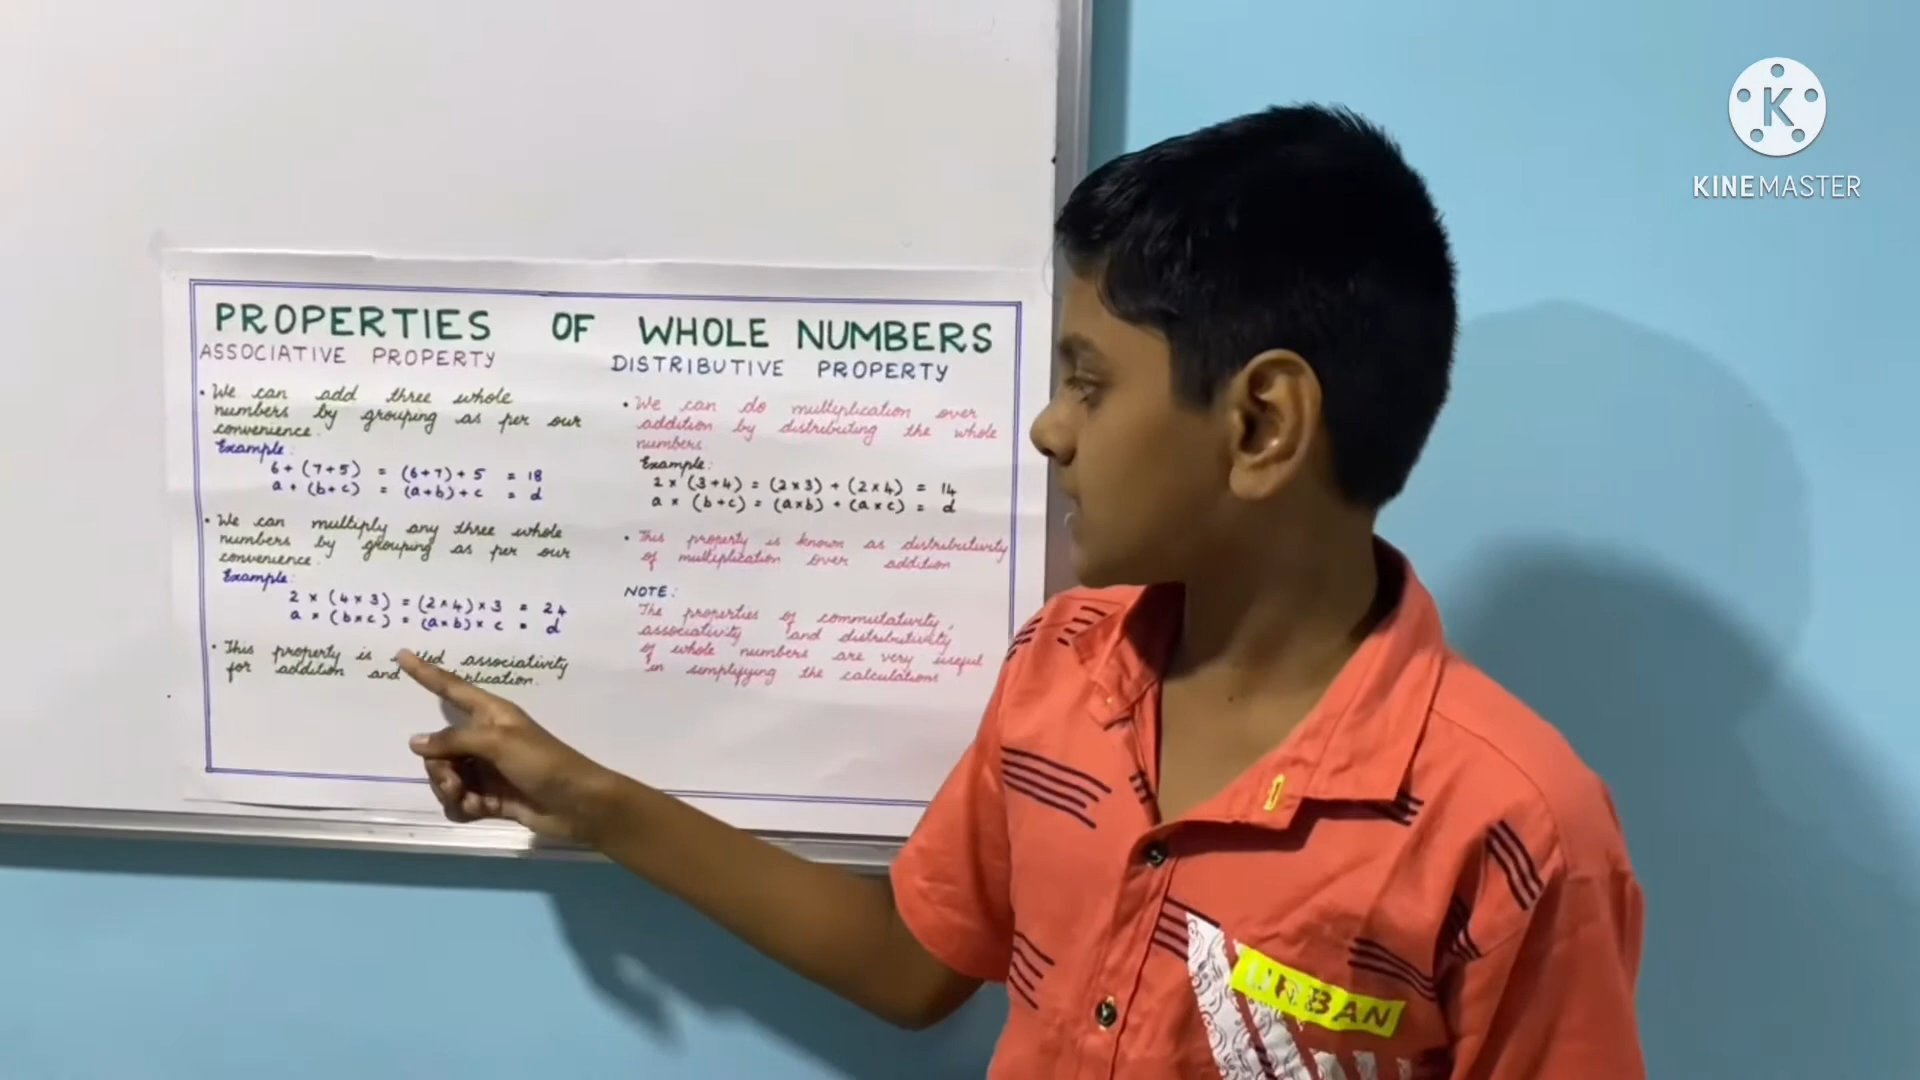 PROPERTIES OF WHOLE NUMBERS
ASSOCIATIVE PROPERTY
• We can add three whole
numbers by grouping as per our
convenience.
Example:
6 + (7+5) = (6+7) + 5 = 18
a + (b+c) = (a+b) + c = d
• We can multiply any three whole
numbers by grouping as per our
convenience.
Example:
2 × (4 × 3) = (2 × 4) × 3 = 24
a × (b×c) = (a×b) × c = d
• This property is associativity
for addition and
DISTRIBUTIVE PROPERTY
• We can do multiplication over
addition by distributing the whole
numbers
Example:
2 × (3+4) = (2×3) + (2×4) = 14
a × (b+c) = (a×b) + (a×c) = d
• This property is known as distributivity
of multiplication over addition
NOTE:
The properties of commutativity,
associativity and distributivity
of whole numbers are very useful
in simplifying the calculations
KINEMASTER
URBAN